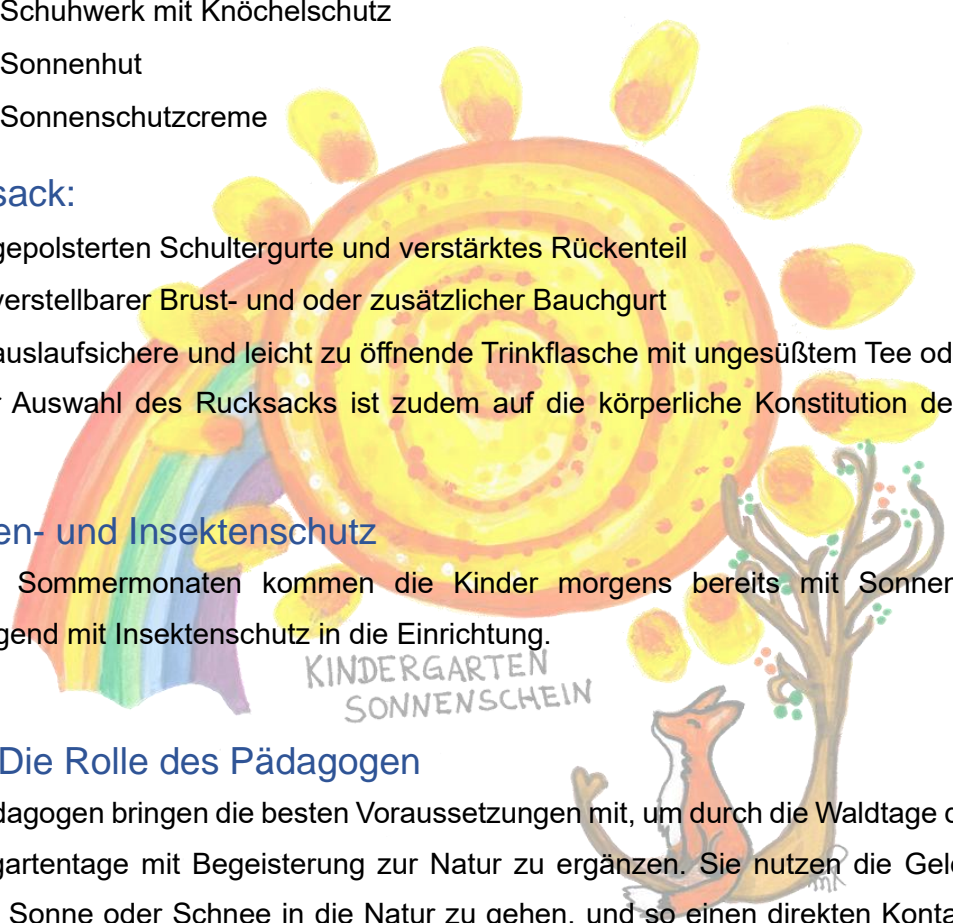 Schuhwerk mit Knöchelschutz
Sonnenhut
Sonnenschutzcreme
sack:
gepolsterten Schultergurte und verstärktes Rückenteil
verstellbarer Brust- und oder zusätzlicher Bauchgurt
auslaufsichere und leicht zu öffnende Trinkflasche mit ungesüßtem Tee od
r Auswahl des Rucksacks ist zudem auf die körperliche Konstitution de
en- und Insektenschutz
Sommermonaten kommen die Kinder morgens bereits mit Sonnen
gend mit Insektenschutz in die Einrichtung.
KINDERGARTEN
SONNENSCHEIN
Die Rolle des Pädagogen
dagogen bringen die besten Voraussetzungen mit, um durch die Waldtage d
gartentage mit Begeisterung zur Natur zu ergänzen. Sie nutzen die Gele
Sonne oder Schnee in die Natur zu gehen, und so einen direkten Konta